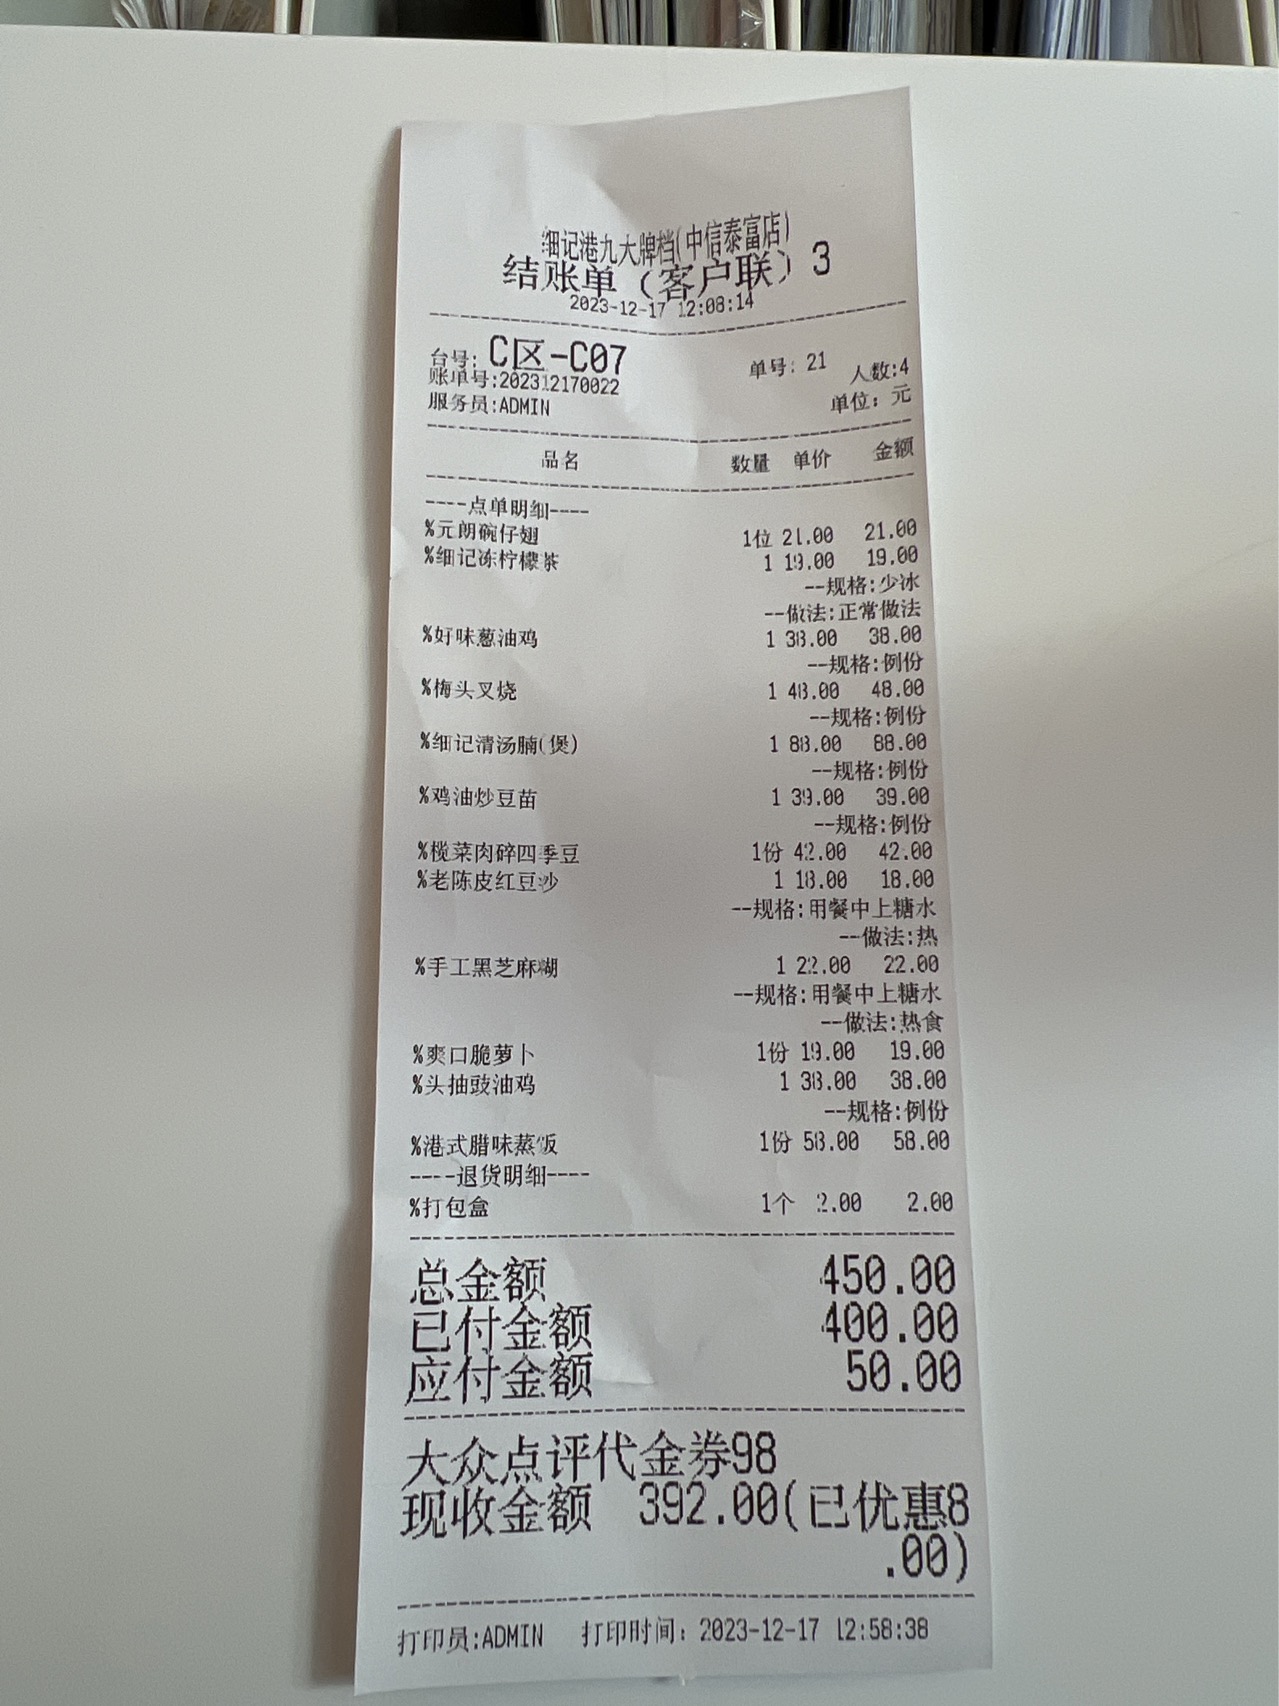 细记港九大牌档(中信泰富店)
结账单（客户联）3
2023-12-17 12:08:14
台号: C区-C07 单号: 21 人数:4
账单号:202312170022
服务员:ADMIN 单位: 元
品名 数量 单价 金额
----点单明细----
%元朗碗仔翅 1位 21.00 21.00
%细记冻柠檬茶 1 19.00 19.00
--规格:少冰
--做法:正常做法
%好味葱油鸡 1 38.00 38.00
--规格:例份
%梅头叉烧 1 48.00 48.00
--规格:例份
%细记清汤腩(煲) 1 88.00 88.00
--规格:例份
%鸡油炒豆苗 1 39.00 39.00
--规格:例份
%榄菜肉碎四季豆 1份 42.00 42.00
%老陈皮红豆沙 1 18.00 18.00
--规格:用餐中上糖水
--做法:热
%手工黑芝麻糊 1 22.00 22.00
--规格:用餐中上糖水
--做法:热食
%爽口脆萝卜 1份 19.00 19.00
%头抽豉油鸡 1 38.00 38.00
--规格:例份
%港式腊味蒸饭 1份 58.00 58.00
----退货明细----
%打包盒 1个 2.00 2.00
总金额 450.00
已付金额 400.00
应付金额 50.00
大众点评代金券98
现收金额 392.00(已优惠8
.00)
打印员:ADMIN 打印时间: 2023-12-17 12:58:38